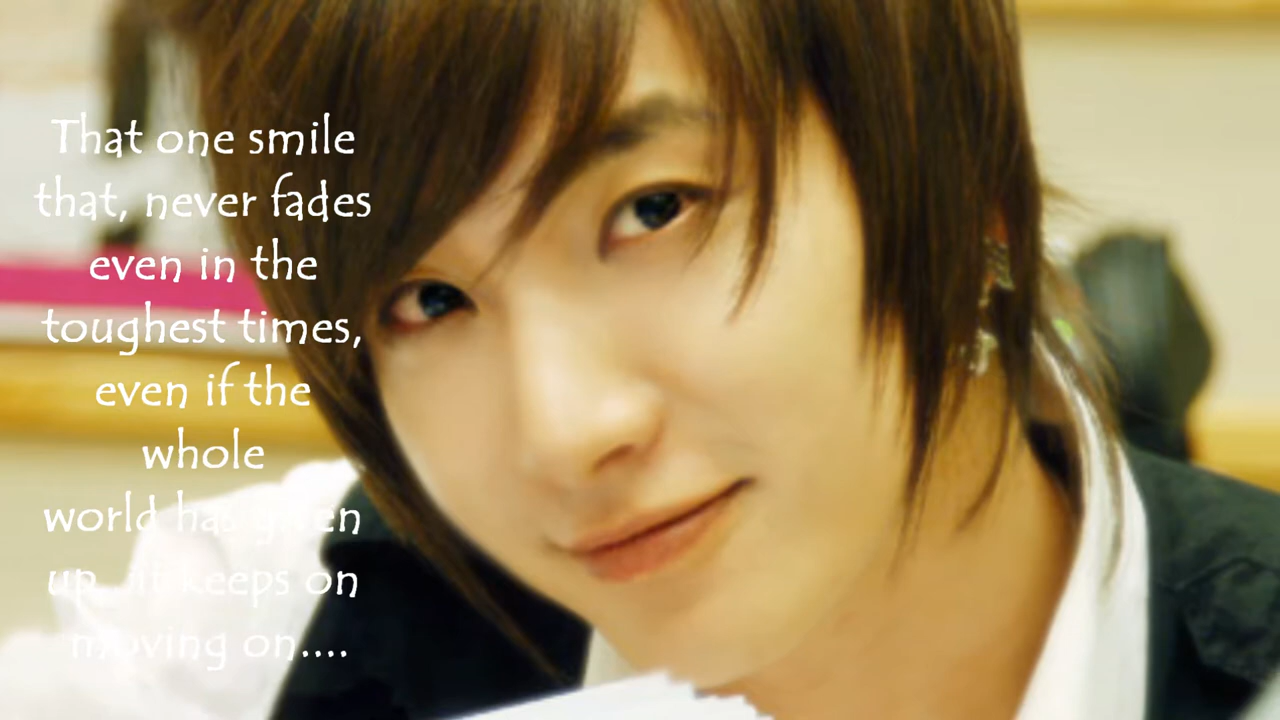 That one smile
that, never fades
even in the
toughest times,
even if the
whole
world has given
up.. it keeps on
moving on....